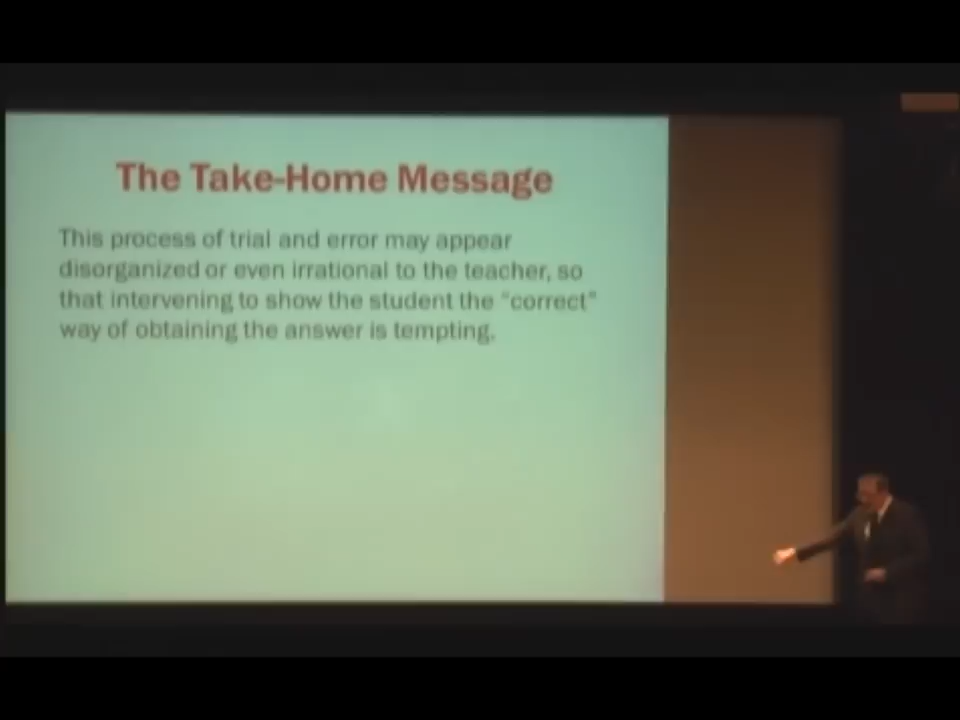 The Take-Home Message
This process of trial and error may appear
disorganized or even irrational to the teacher, so
that intervening to show the student the “correct”
way of obtaining the answer is tempting.